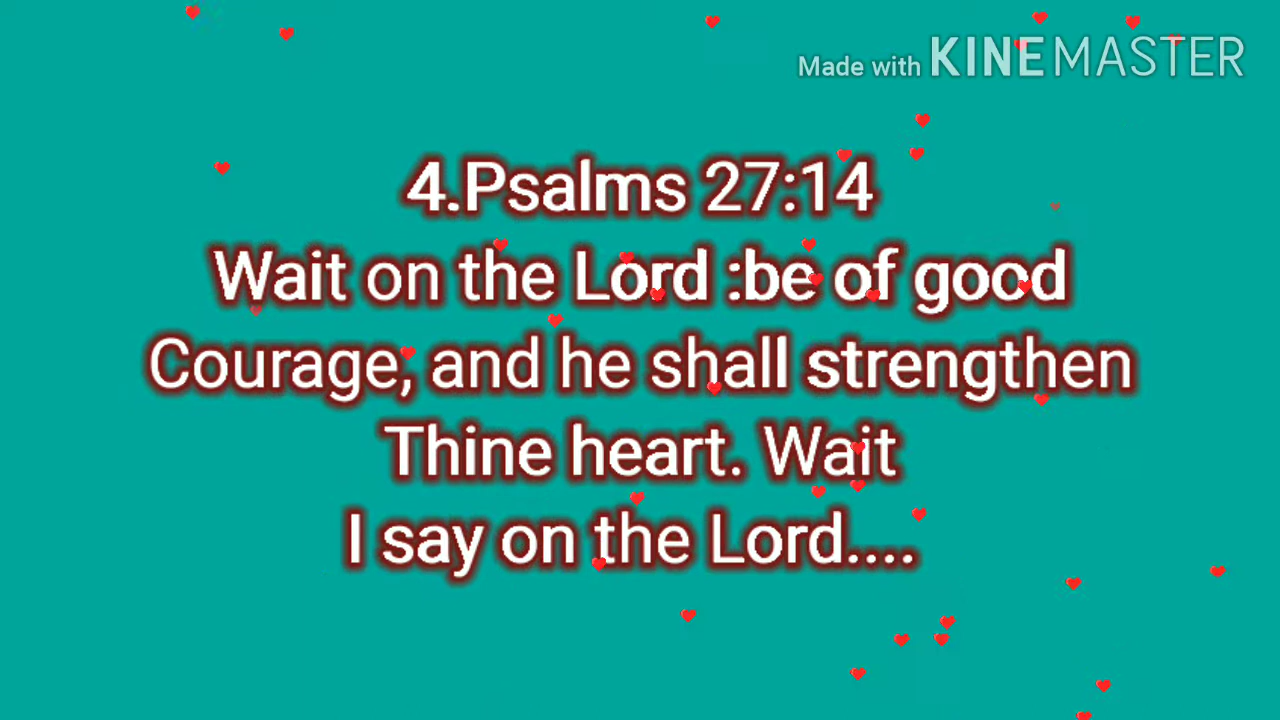 Made with KINEMASTER
4.Psalms 27:14
Wait on the Lord :be of good
Courage, and he shall strengthen
Thine heart. Wait
I say on the Lord....